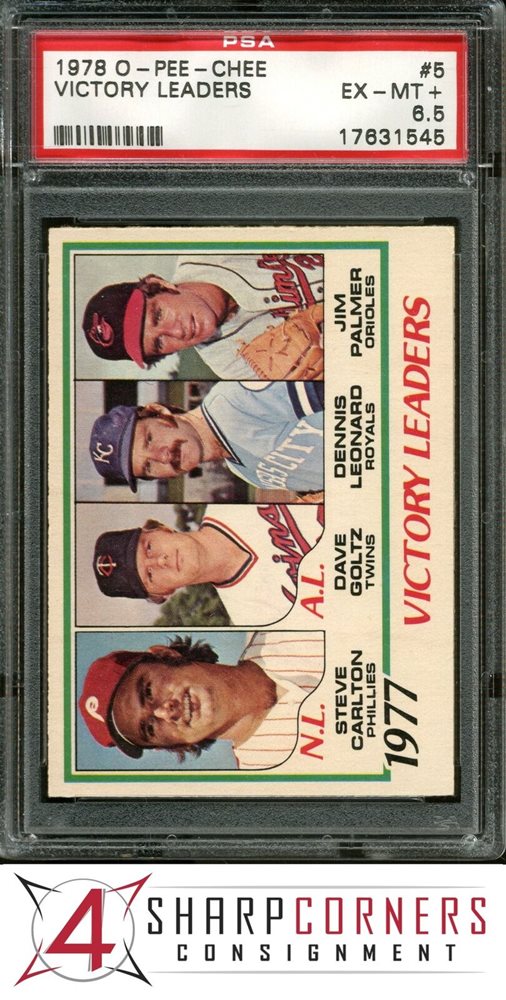 PSA
1978 O-PEE-CHEE #5
VICTORY LEADERS EX-MT+
6.5
17631545
N.L. A.L.
STEVE DAVE DENNIS JIM
CARLTON GOLTZ LEONARD PALMER
PHILLIES TWINS ROYALS ORIOLES
1977 VICTORY LEADERS
KC
4 SHARPCORNERS
CONSIGNMENT